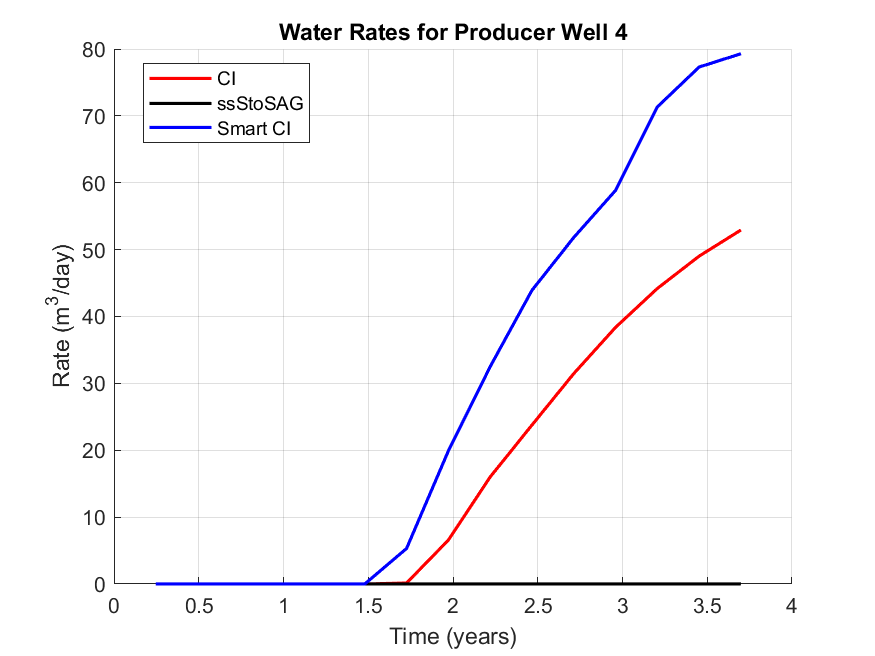 Water Rates for Producer Well 4
CI
ssStoSAG
Smart CI
80
70
60
50
40
30
20
10
0
Rate (m³/day)
0 0.5 1 1.5 2 2.5 3 3.5 4
Time (years)